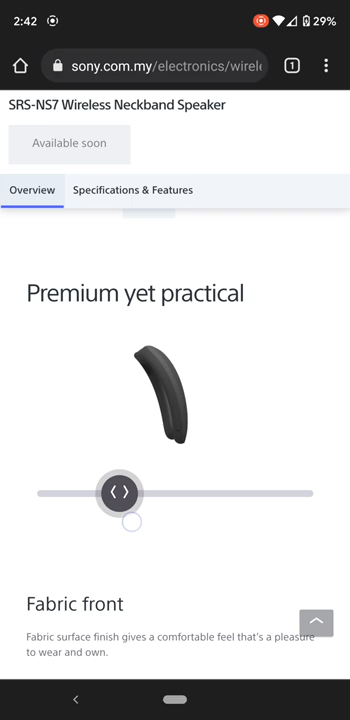 2:42
29%
sony.com.my/electronics/wirele
1
SRS-NS7 Wireless Neckband Speaker
Available soon
Overview
Specifications & Features
Premium yet practical
Fabric front
Fabric surface finish gives a comfortable feel that's a pleasure
to wear and own.